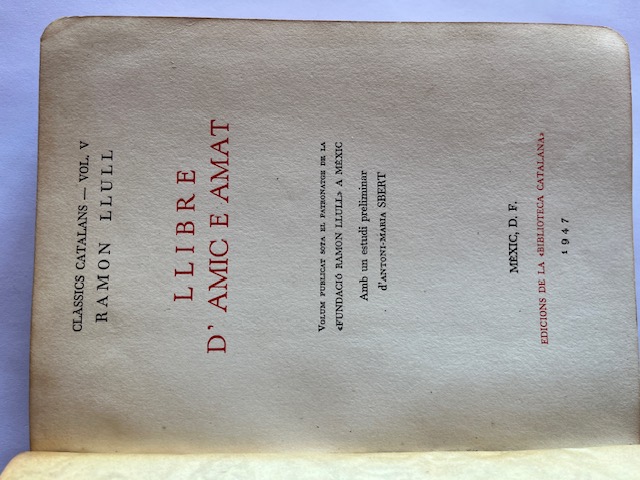 CLÀSSICS CATALANS — VOL. V
RAMON LLULL
LLIBRE
D' AMIC E AMAT
VOLUM PUBLICAT SOTA EL PATRONATGE DE LA
«FUNDACIÓ RAMON LLULL» A MÈXIC
Amb un estudi preliminar
d'ANTONI-MARIA SBERT
MÈXIC, D. F.
EDICIONS DE LA «BIBLIOTECA CATALANA»
1947